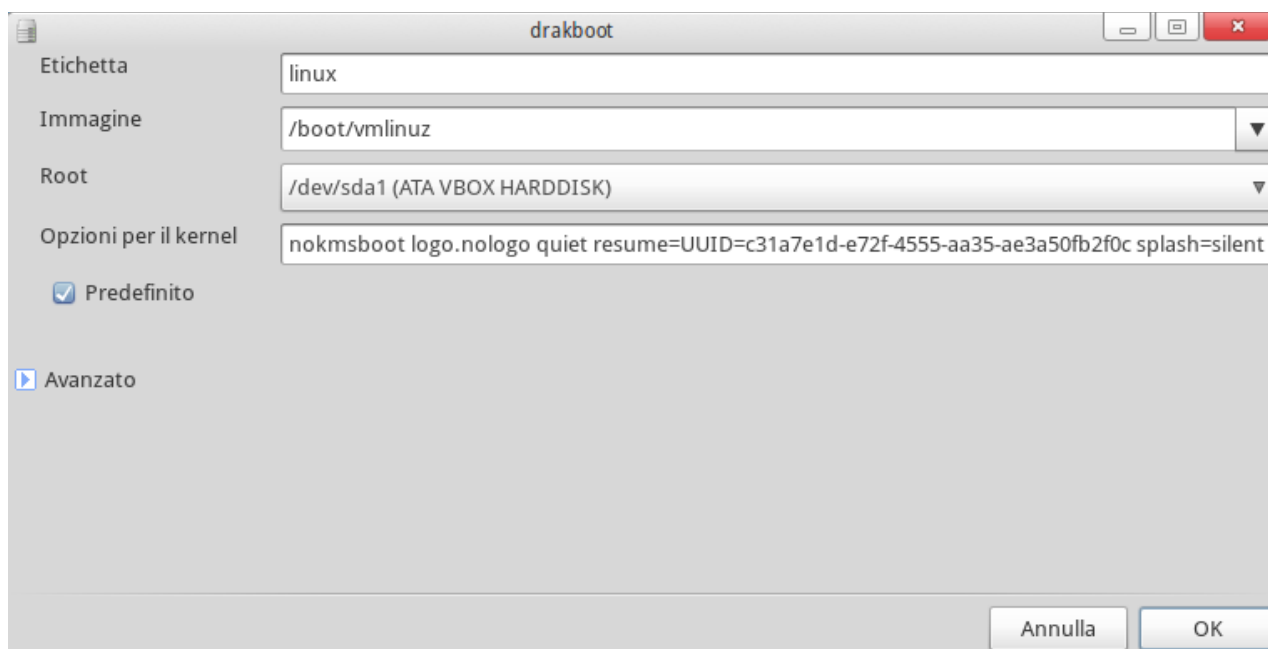 drakboot
Etichetta linux
Immagine /boot/vmlinuz
Root /dev/sda1 (ATA VBOX HARDDISK)
Opzioni per il kernel nokmsboot logo.nologo quiet resume=UUID=c31a7e1d-e72f-4555-aa35-ae3a50fb2f0c splash=silent
Predefinito
Avanzato
Annulla OK